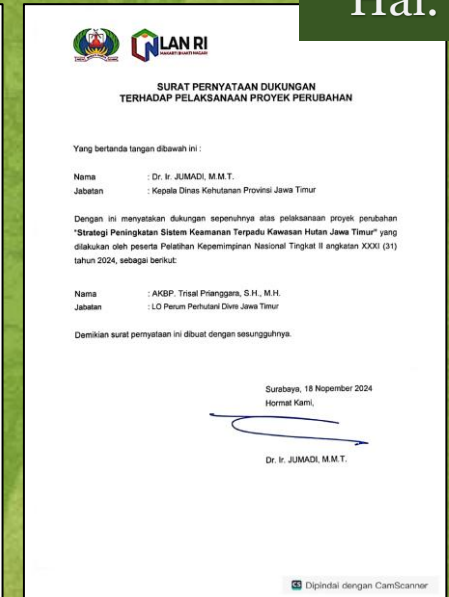 Hal.
LAN RI
MAKARTI BHAKTI NAGARI
SURAT PERNYATAAN DUKUNGAN
TERHADAP PELAKSANAAN PROYEK PERUBAHAN
Yang bertanda tangan dibawah ini :
Nama : Dr. Ir. JUMADI, M.M.T.
Jabatan : Kepala Dinas Kehutanan Provinsi Jawa Timur
Dengan ini menyatakan dukungan sepenuhnya atas pelaksanaan proyek perubahan
"Strategi Peningkatan Sistem Keamanan Terpadu Kawasan Hutan Jawa Timur" yang
dilakukan oleh peserta Pelatihan Kepemimpinan Nasional Tingkat II angkatan XXXI (31)
tahun 2024, sebagai berikut:
Nama : AKBP. Trisal Prianggara, S.H., M.H.
Jabatan : LO Perum Perhutani Divre Jawa Timur
Demikian surat pernyataan ini dibuat dengan sesungguhnya.
Surabaya, 18 Nopember 2024
Hormat Kami,
Dr. Ir. JUMADI, M.M.T.
CS Dipindai dengan CamScanner